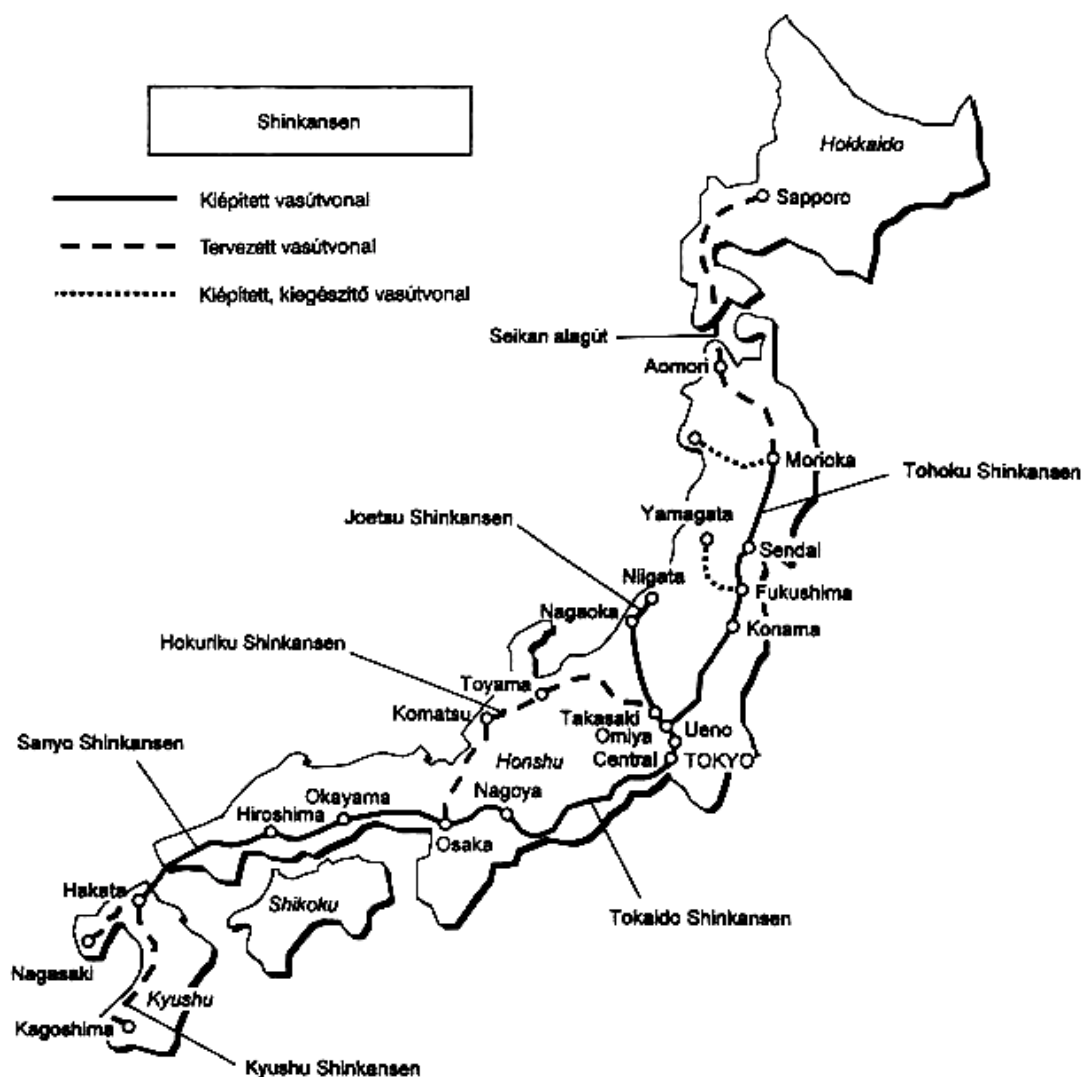 Shinkansen
Kiépített vasútvonal
Tervezett vasútvonal
Kiépített, kiegészítő vasútvonal
Hokkaido
Sapporo
Seikan alagút
Aomori
Morioka
Tohoku Shinkansen
Yamagata
Joetsu Shinkansen
Sendai
Niigata
Fukushima
Nagaoka
Konama
Hokuriku Shinkansen
Toyama
Komatsu
Takasaki
Omiya
Ueno
Sanyo Shinkansen
Honshu
Central
TOKYO
Nagoya
Okayama
Hiroshima
Osaka
Hakata
Shikoku
Tokaido Shinkansen
Nagasaki
Kyushu
Kagoshima
Kyushu Shinkansen